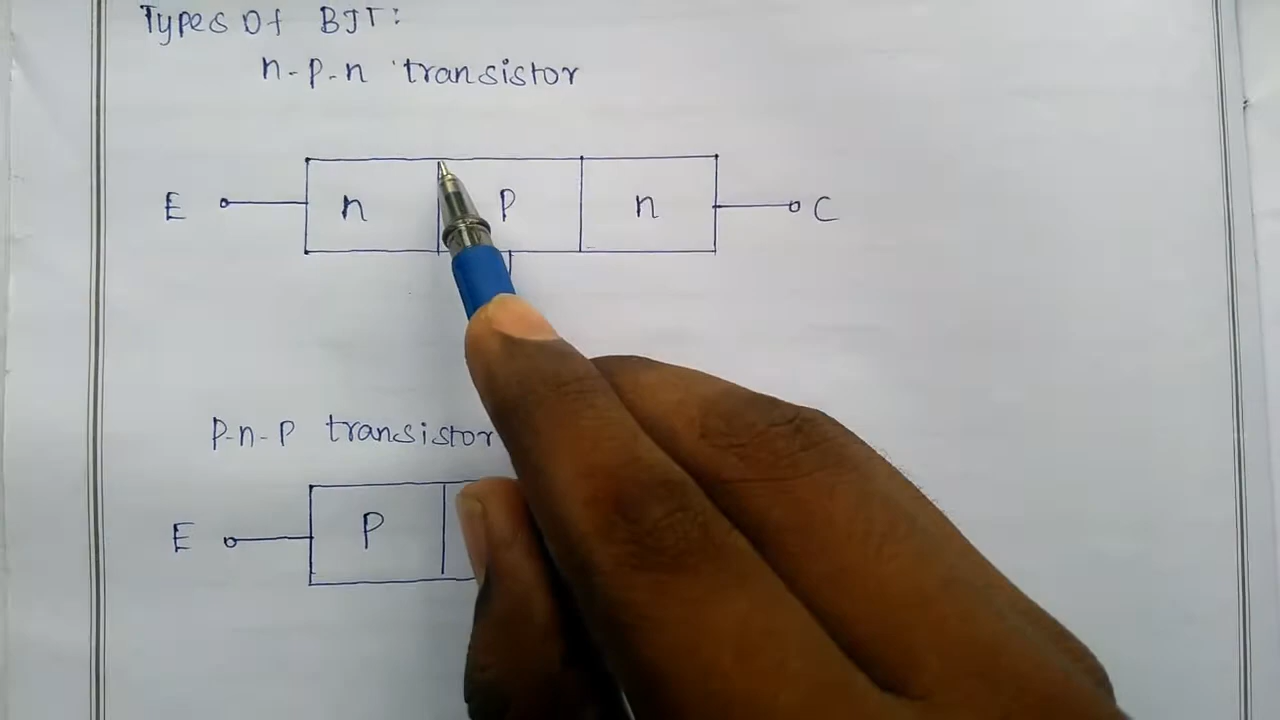 Types Of BJT:
n-p-n transistor
E n p n C
p-n-p transistor
E p